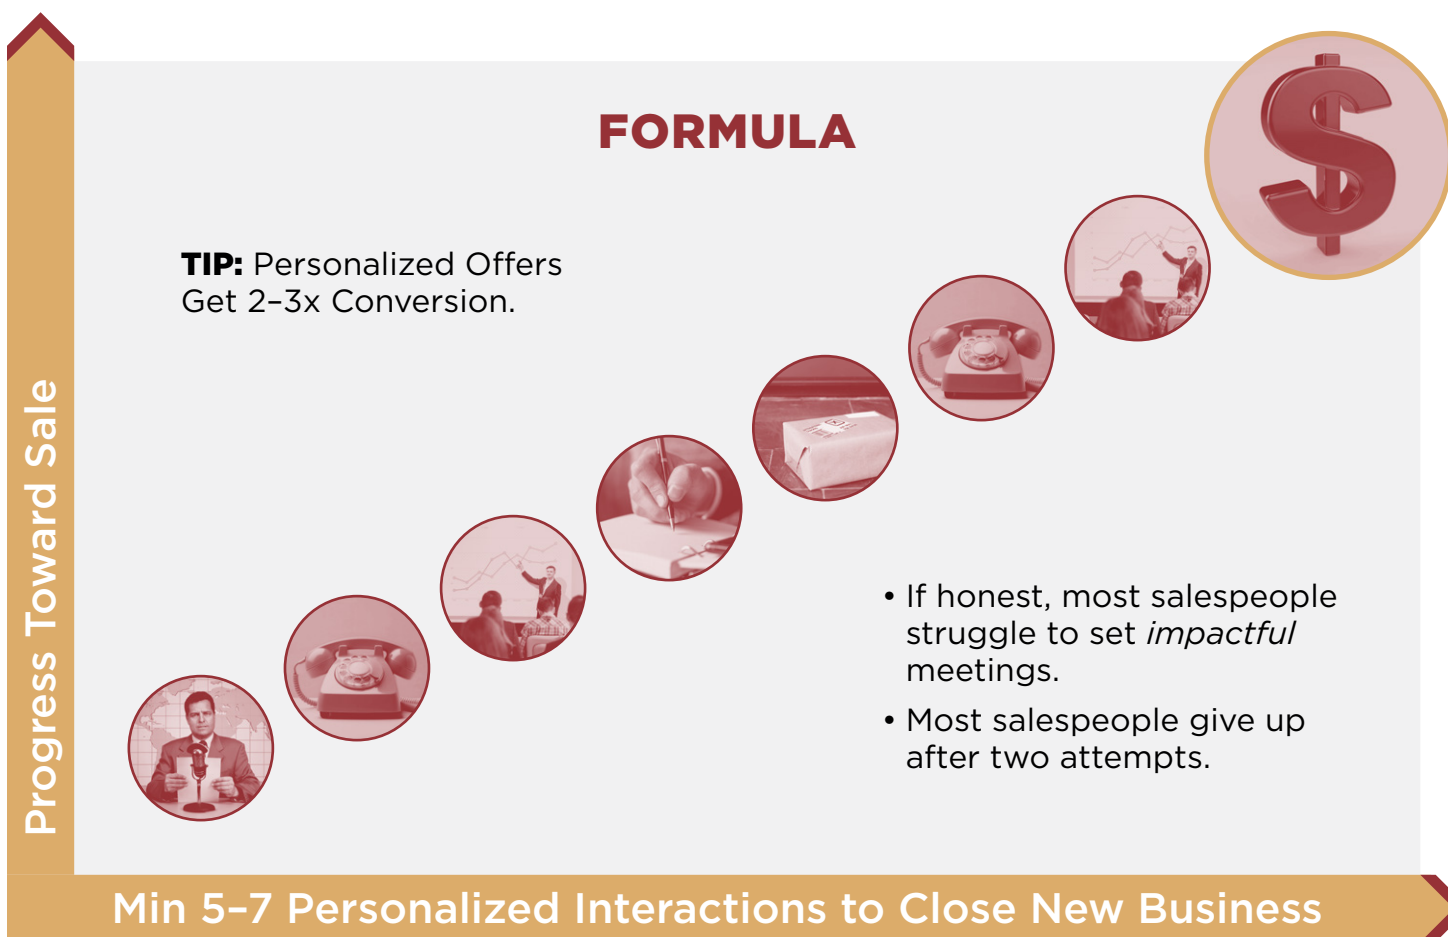 FORMULA
TIP: Personalized Offers
Get 2–3x Conversion.
Progress Toward Sale
• If honest, most salespeople
struggle to set impactful
meetings.
• Most salespeople give up
after two attempts.
Min 5–7 Personalized Interactions to Close New Business